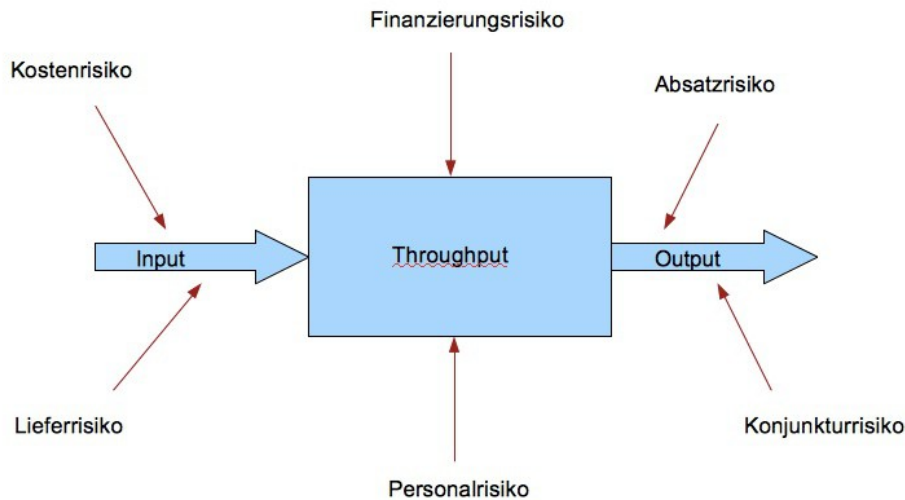 Finanzierungsrisiko
Kostenrisiko
Absatzrisiko
Input
Throughput
Output
Lieferrisiko
Konjunkturrisiko
Personalrisiko